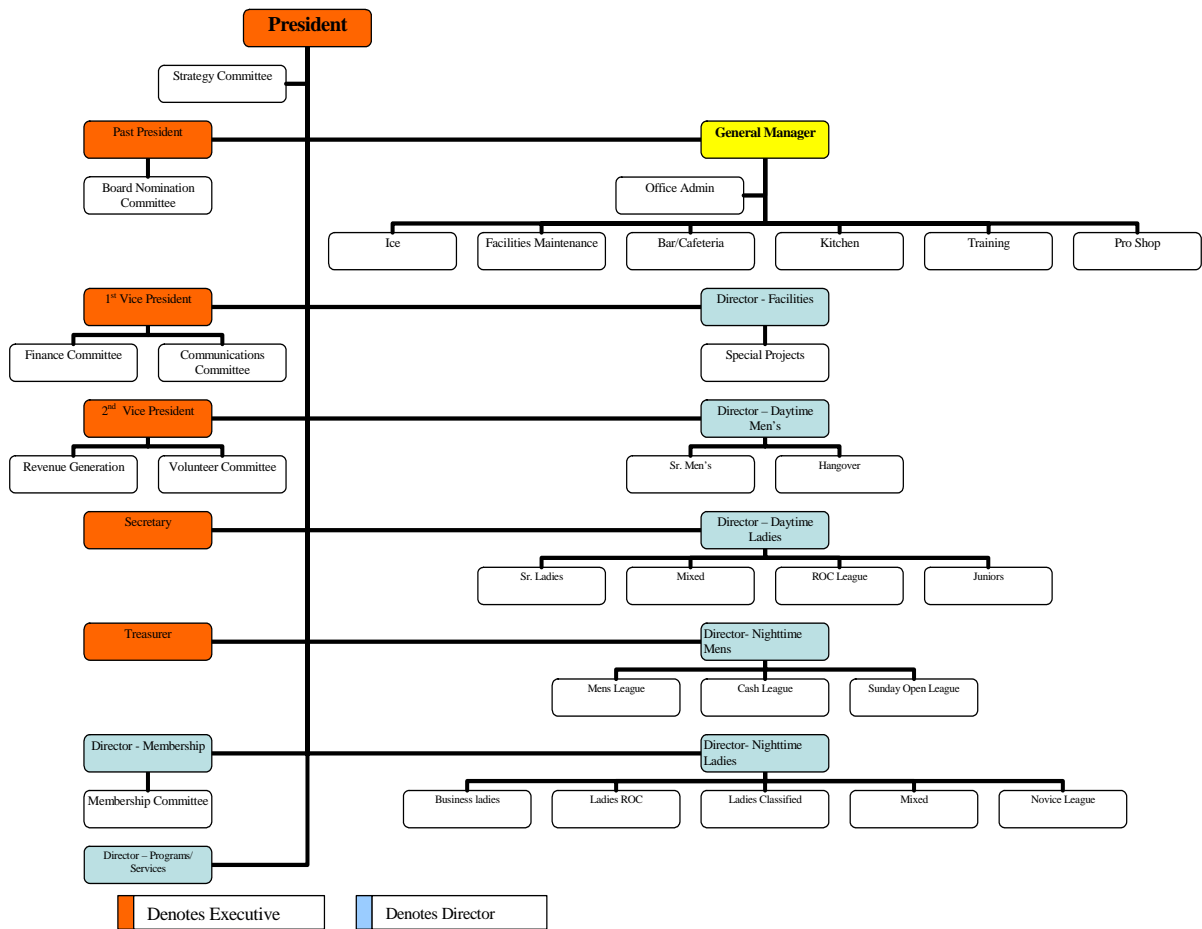 President
Strategy Committee
Past President
General Manager
Board Nomination
Committee
Office Admin
Ice
Facilities Maintenance
Bar/Cafeteria
Kitchen
Training
Pro Shop
1st Vice President
Director - Facilities
Finance Committee
Communications
Committee
Special Projects
2nd Vice President
Director – Daytime
Men’s
Revenue Generation
Volunteer Committee
Sr. Men’s
Hangover
Secretary
Director – Daytime
Ladies
Sr. Ladies
Mixed
ROC League
Juniors
Treasurer
Director- Nighttime
Mens
Mens League
Cash League
Sunday Open League
Director - Membership
Director- Nighttime
Ladies
Membership Committee
Business ladies
Ladies ROC
Ladies Classified
Mixed
Novice League
Director – Programs/
Services
Denotes Executive
Denotes Director